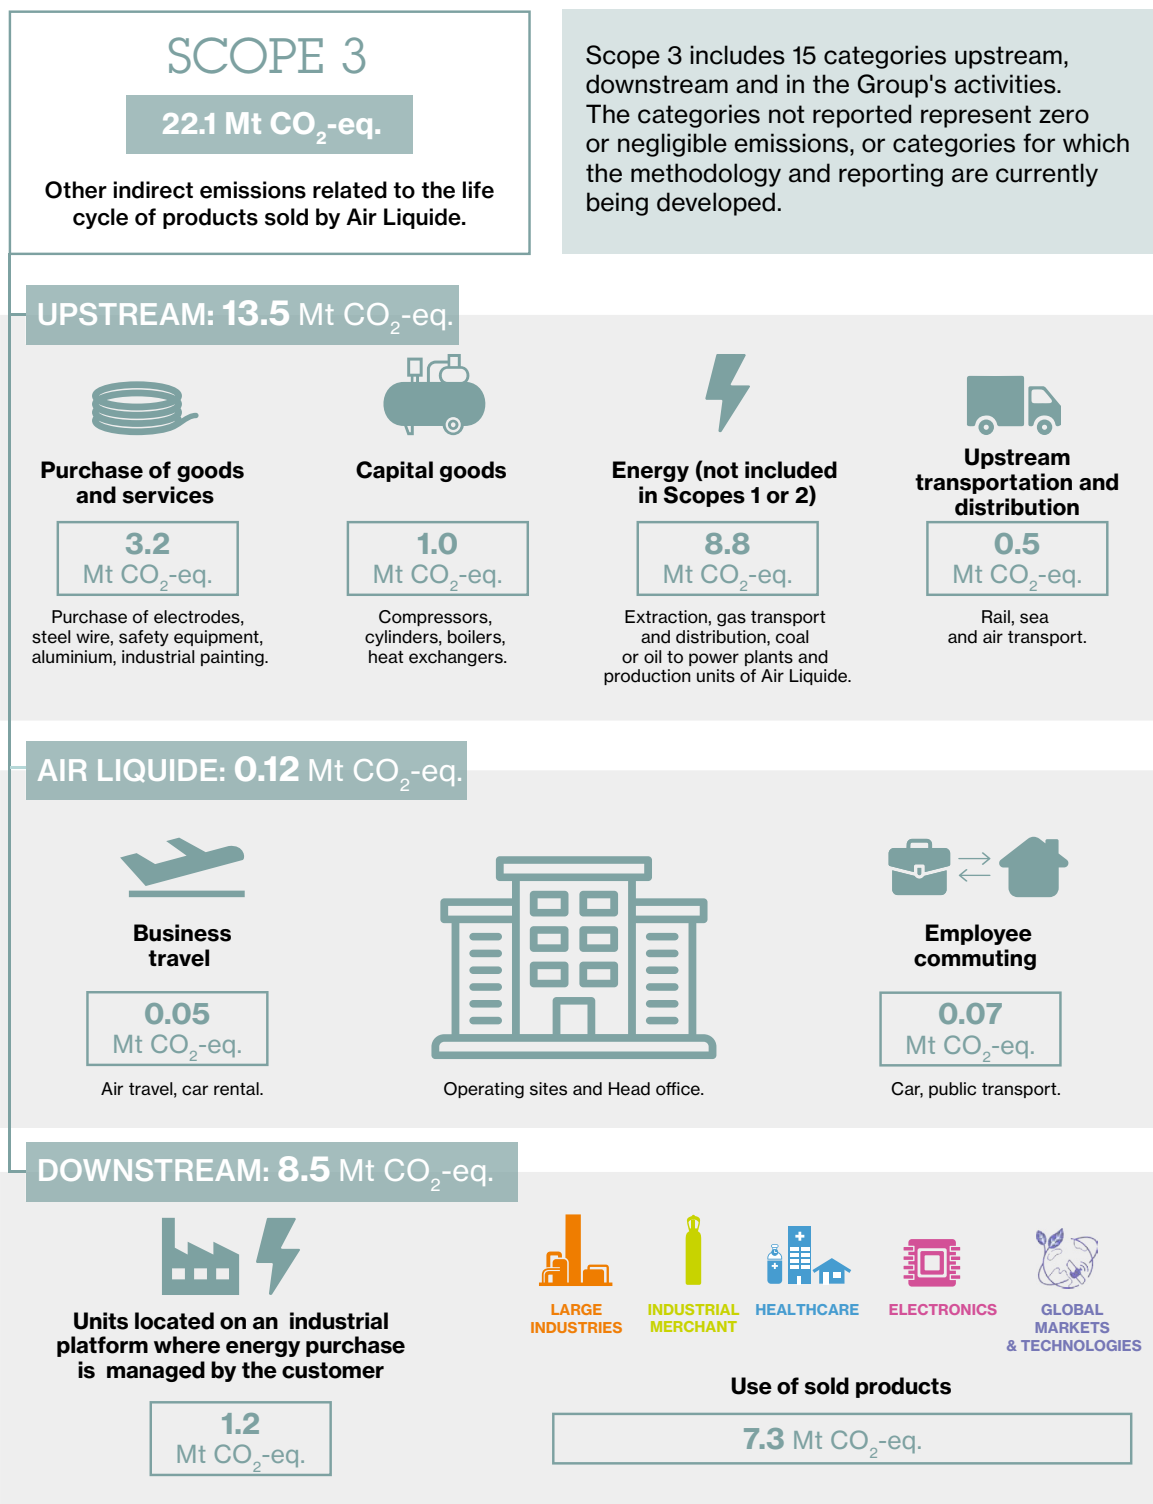 SCOPE 3
22.1 Mt CO2-eq.
Other indirect emissions related to the life
cycle of products sold by Air Liquide.
Scope 3 includes 15 categories upstream,
downstream and in the Group's activities.
The categories not reported represent zero
or negligible emissions, or categories for which
the methodology and reporting are currently
being developed.
UPSTREAM: 13.5 Mt CO2-eq.
Purchase of goods
and services
3.2
Mt CO2-eq.
Purchase of electrodes,
steel wire, safety equipment,
aluminium, industrial painting.
Capital goods
1.0
Mt CO2-eq.
Compressors,
cylinders, boilers,
heat exchangers.
Energy (not included
in Scopes 1 or 2)
8.8
Mt CO2-eq.
Extraction, gas transport
and distribution, coal
or oil to power plants and
production units of Air Liquide.
Upstream
transportation and
distribution
0.5
Mt CO2-eq.
Rail, sea
and air transport.
AIR LIQUIDE: 0.12 Mt CO2-eq.
Business
travel
0.05
Mt CO2-eq.
Air travel, car rental.
Operating sites and Head office.
Employee
commuting
0.07
Mt CO2-eq.
Car, public transport.
DOWNSTREAM: 8.5 Mt CO2-eq.
Units located on an industrial
platform where energy purchase
is managed by the customer
1.2
Mt CO2-eq.
LARGE
INDUSTRIES
INDUSTRIAL
MERCHANT
HEALTHCARE
ELECTRONICS
GLOBAL
MARKETS
& TECHNOLOGIES
Use of sold products
7.3 Mt CO2-eq.